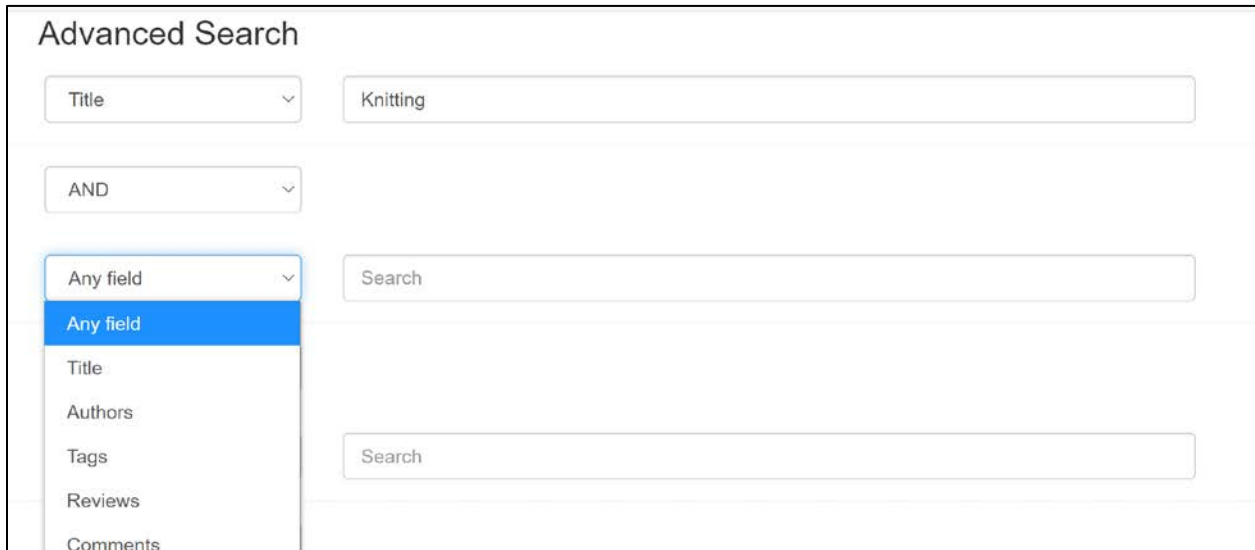 Advanced Search
Title Knitting
AND
Any field Search
Any field
Title
Authors
Tags Search
Reviews
Comments